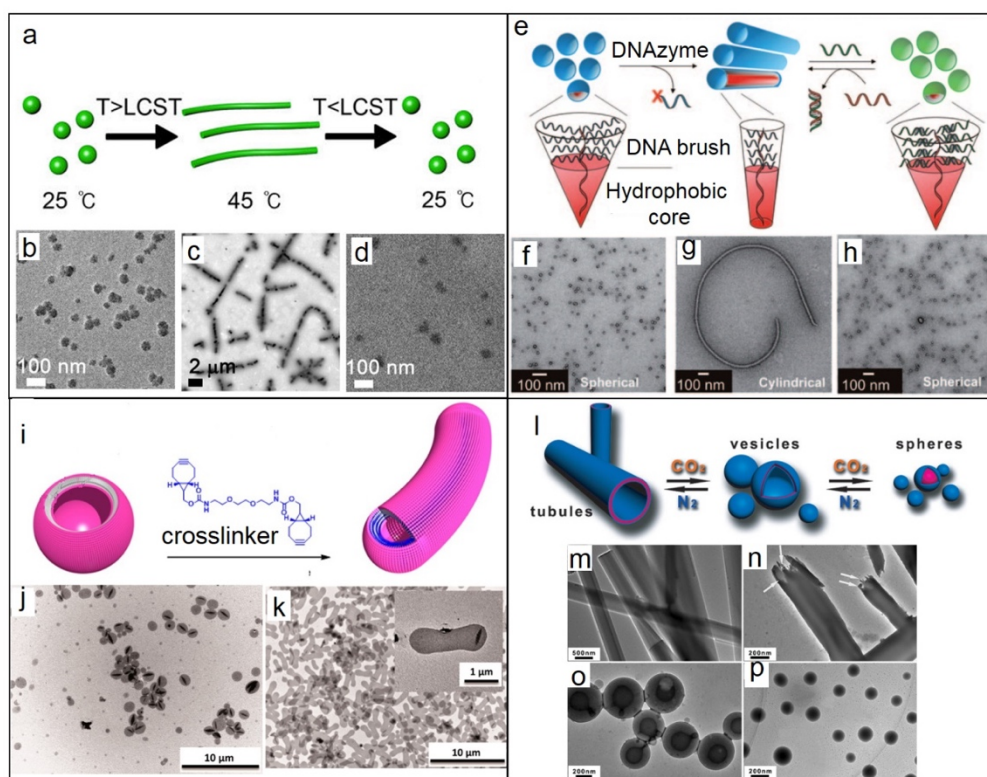 a
T>LCST
T<LCST
25 ℃
45 ℃
25 ℃
b
100 nm
c
2 μm
d
100 nm
e
DNAzyme
X
DNA brush
Hydrophobic
core
f
100 nm
Spherical
g
100 nm
Cylindrical
h
100 nm
Spherical
i
O
N
H
O
O
O
H
N
O
O
H
H
H
H
crosslinker
j
10 μm
k
1 μm
10 μm
l
tubules
CO₂
N₂
vesicles
CO₂
N₂
spheres
m
500nm
n
200nm
o
200nm
p
200nm